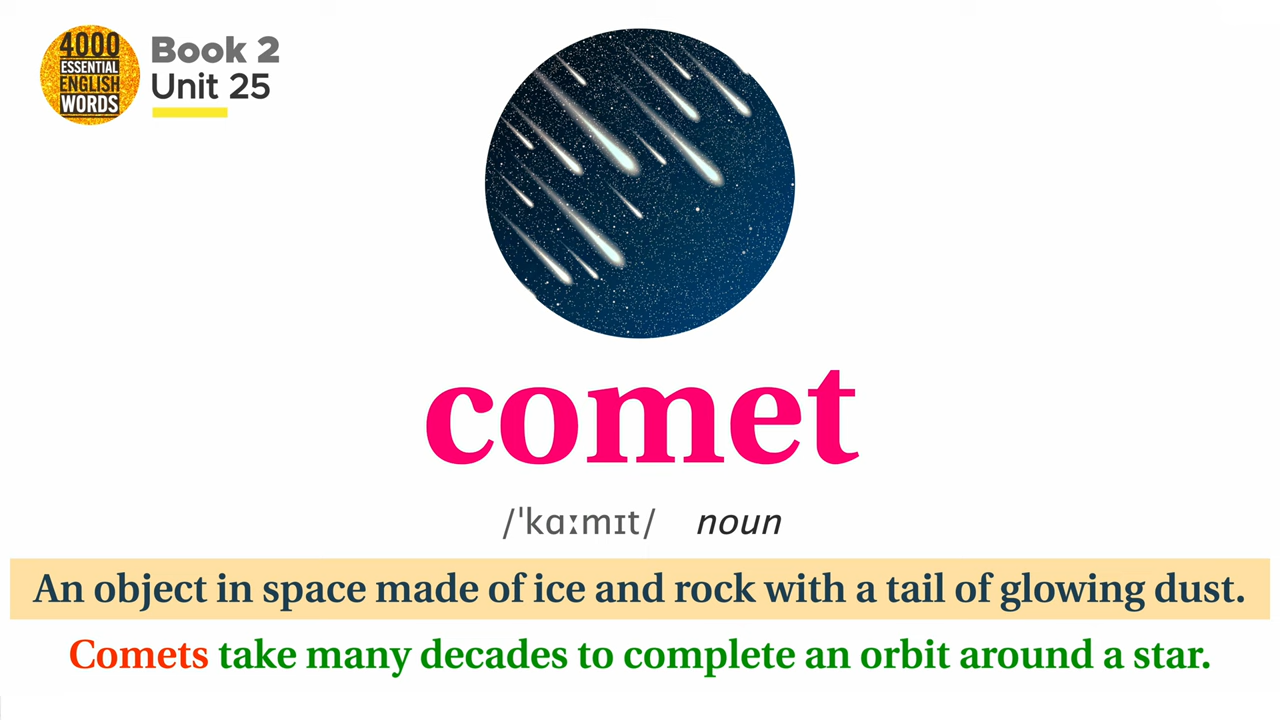 4000
ESSENTIAL
ENGLISH
WORDS
Book 2
Unit 25
comet
/ˈkɑːmɪt/ noun
An object in space made of ice and rock with a tail of glowing dust.
Comets take many decades to complete an orbit around a star.